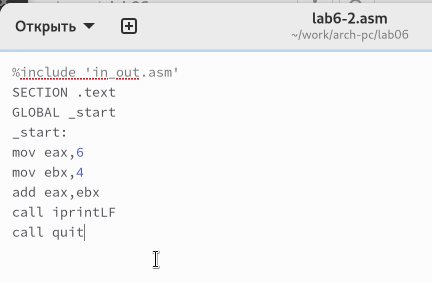 Открыть
lab6-2.asm
~/work/arch-pc/lab06
%include 'in_out.asm'
SECTION .text
GLOBAL _start
_start:
mov eax,6
mov ebx,4
add eax,ebx
call iprintLF
call quit